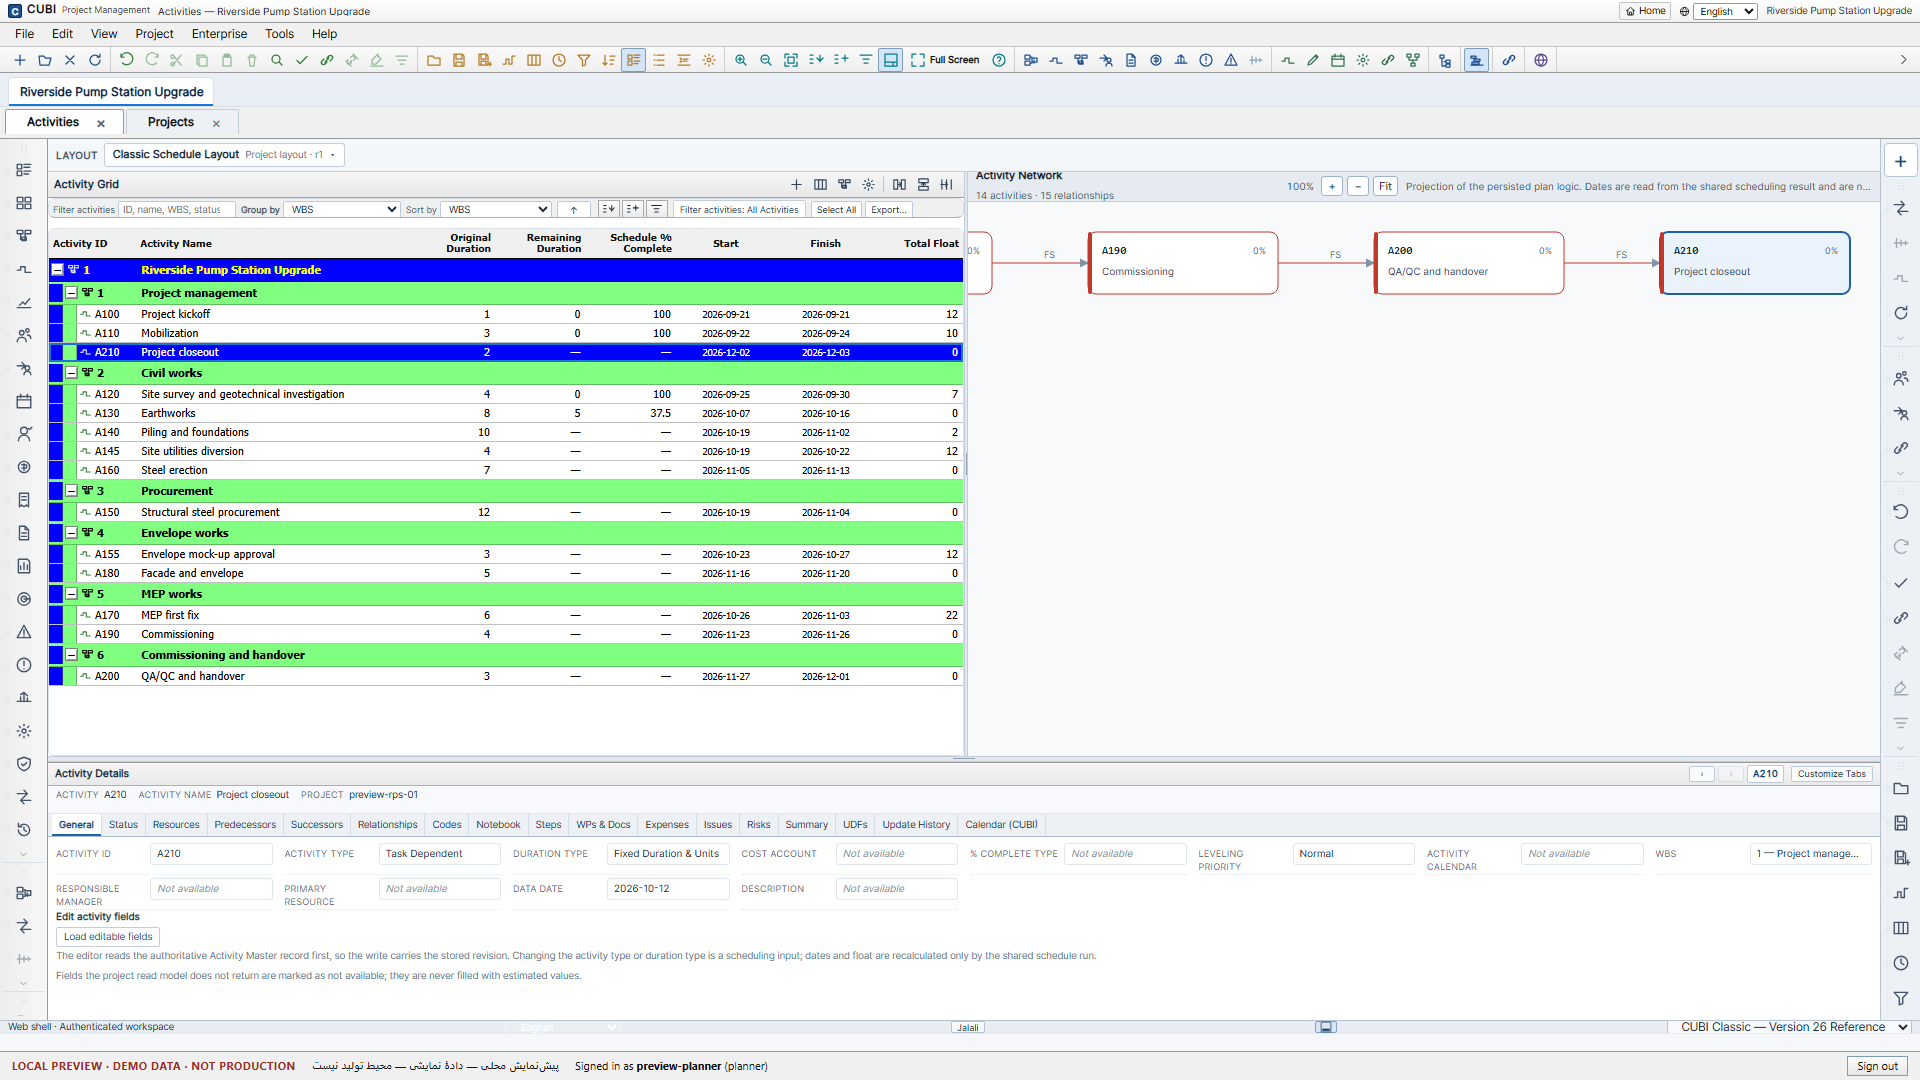 CUBI Project Management Activities — Riverside Pump Station Upgrade Home English Riverside Pump Station Upgrade
File Edit View Project Enterprise Tools Help
Full Screen
Riverside Pump Station Upgrade
Activities Projects
LAYOUT Classic Schedule Layout Project layout · r1
Activity Grid
Filter activities ID, name, WBS, status Group by WBS Sort by WBS Filter activities: All Activities Select All Export...
Activity ID Activity Name Original Duration Remaining Duration Schedule % Complete Start Finish Total Float
1 Riverside Pump Station Upgrade
1 Project management
A100 Project kickoff 1 0 100 2026-09-21 2026-09-21 12
A110 Mobilization 3 0 100 2026-09-22 2026-09-24 10
A210 Project closeout 2 — — 2026-12-02 2026-12-03 0
2 Civil works
A120 Site survey and geotechnical investigation 4 0 100 2026-09-25 2026-09-30 7
A130 Earthworks 8 5 37.5 2026-10-07 2026-10-16 0
A140 Piling and foundations 10 — — 2026-10-19 2026-11-02 2
A145 Site utilities diversion 4 — — 2026-10-19 2026-10-22 12
A160 Steel erection 7 — — 2026-11-05 2026-11-13 0
3 Procurement
A150 Structural steel procurement 12 — — 2026-10-19 2026-11-04 0
4 Envelope works
A155 Envelope mock-up approval 3 — — 2026-10-23 2026-10-27 12
A180 Facade and envelope 5 — — 2026-11-16 2026-11-20 0
5 MEP works
A170 MEP first fix 6 — — 2026-10-26 2026-11-03 22
A190 Commissioning 4 — — 2026-11-23 2026-11-26 0
6 Commissioning and handover
A200 QA/QC and handover 3 — — 2026-11-27 2026-12-01 0
Activity Network
14 activities · 15 relationships
100% + − Fit Projection of the persisted plan logic. Dates are read from the shared scheduling result and are n...
0% FS A190 0% FS A200 0% FS A210 0%
Commissioning QA/QC and handover Project closeout
Activity Details A210 Customize Tabs
ACTIVITY A210 ACTIVITY NAME Project closeout PROJECT preview-rps-01
General Status Resources Predecessors Successors Relationships Codes Notebook Steps WPs & Docs Expenses Issues Risks Summary UDFs Update History Calendar (CUBI)
ACTIVITY ID A210 ACTIVITY TYPE Task Dependent DURATION TYPE Fixed Duration & Units COST ACCOUNT Not available % COMPLETE TYPE Not available LEVELING PRIORITY Normal ACTIVITY CALENDAR Not available WBS 1 — Project manage...
RESPONSIBLE MANAGER Not available PRIMARY RESOURCE Not available DATA DATE 2026-10-12 DESCRIPTION Not available
Edit activity fields
Load editable fields
The editor reads the authoritative Activity Master record first, so the write carries the stored revision. Changing the activity type or duration type is a scheduling input; dates and float are recalculated only by the shared schedule run.
Fields the project read model does not return are marked as not available; they are never filled with estimated values.
Web shell · Authenticated workspace English Jalali CUBI Classic — Version 26 Reference
LOCAL PREVIEW · DEMO DATA · NOT PRODUCTION پیش‌نمایش محلی — دادهٔ نمایشی — محیط تولید نیست Signed in as preview-planner (planner) Sign out